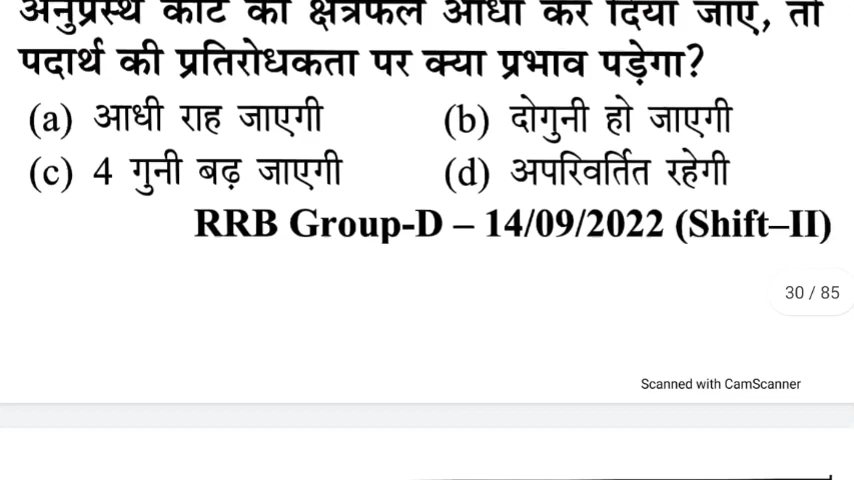 अनुप्रस्थ काट का क्षेत्रफल आधा कर दिया जाए, तो
पदार्थ की प्रतिरोधकता पर क्या प्रभाव पड़ेगा?
(a) आधी राह जाएगी (b) दोगुनी हो जाएगी
(c) 4 गुनी बढ़ जाएगी (d) अपरिवर्तित रहेगी
RRB Group-D – 14/09/2022 (Shift–II)
30 / 85
Scanned with CamScanner